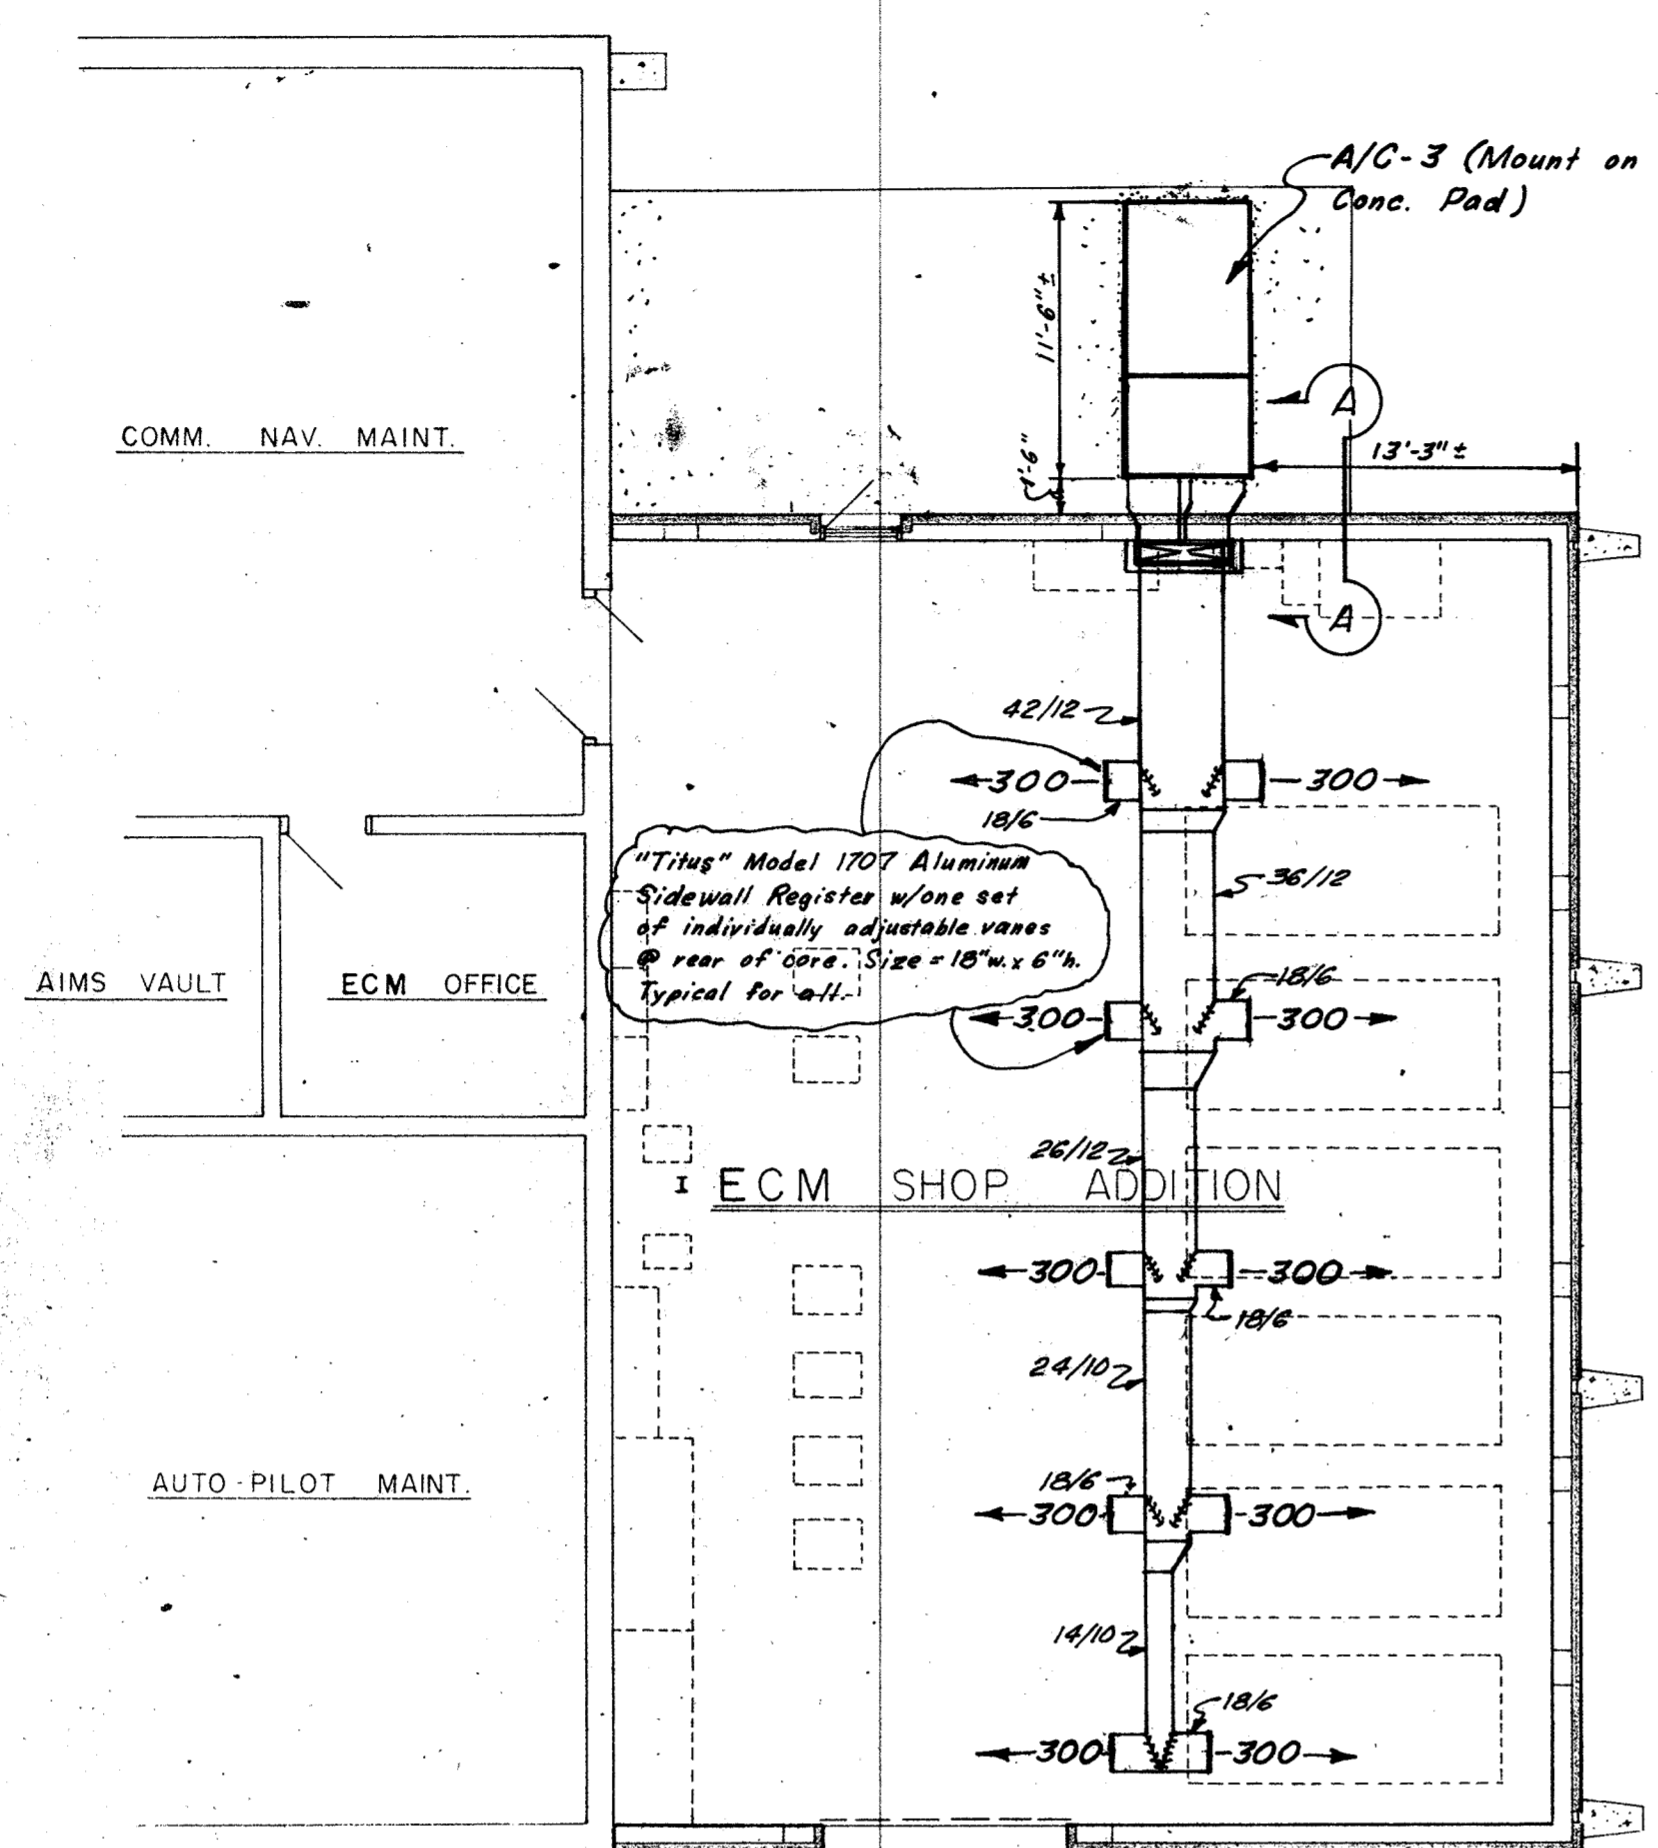 A/C-3 (Mount on
Conc. Pad)
11'-6" ±
A
COMM. NAV. MAINT.
13'-3" ±
1'-6"
A
42/12
300
300
18/6
"Titus" Model 1707 Aluminum
Sidewall Register w/one set
of individually adjustable vanes
@ rear of core. Size = 18"w. x 6"h.
Typical for all.
36/12
AIMS VAULT
ECM OFFICE
18/6
300
300
26/12
I ECM SHOP ADDITION
300
300
18/6
24/10
AUTO-PILOT MAINT.
18/6
300
300
14/10
18/6
300
300